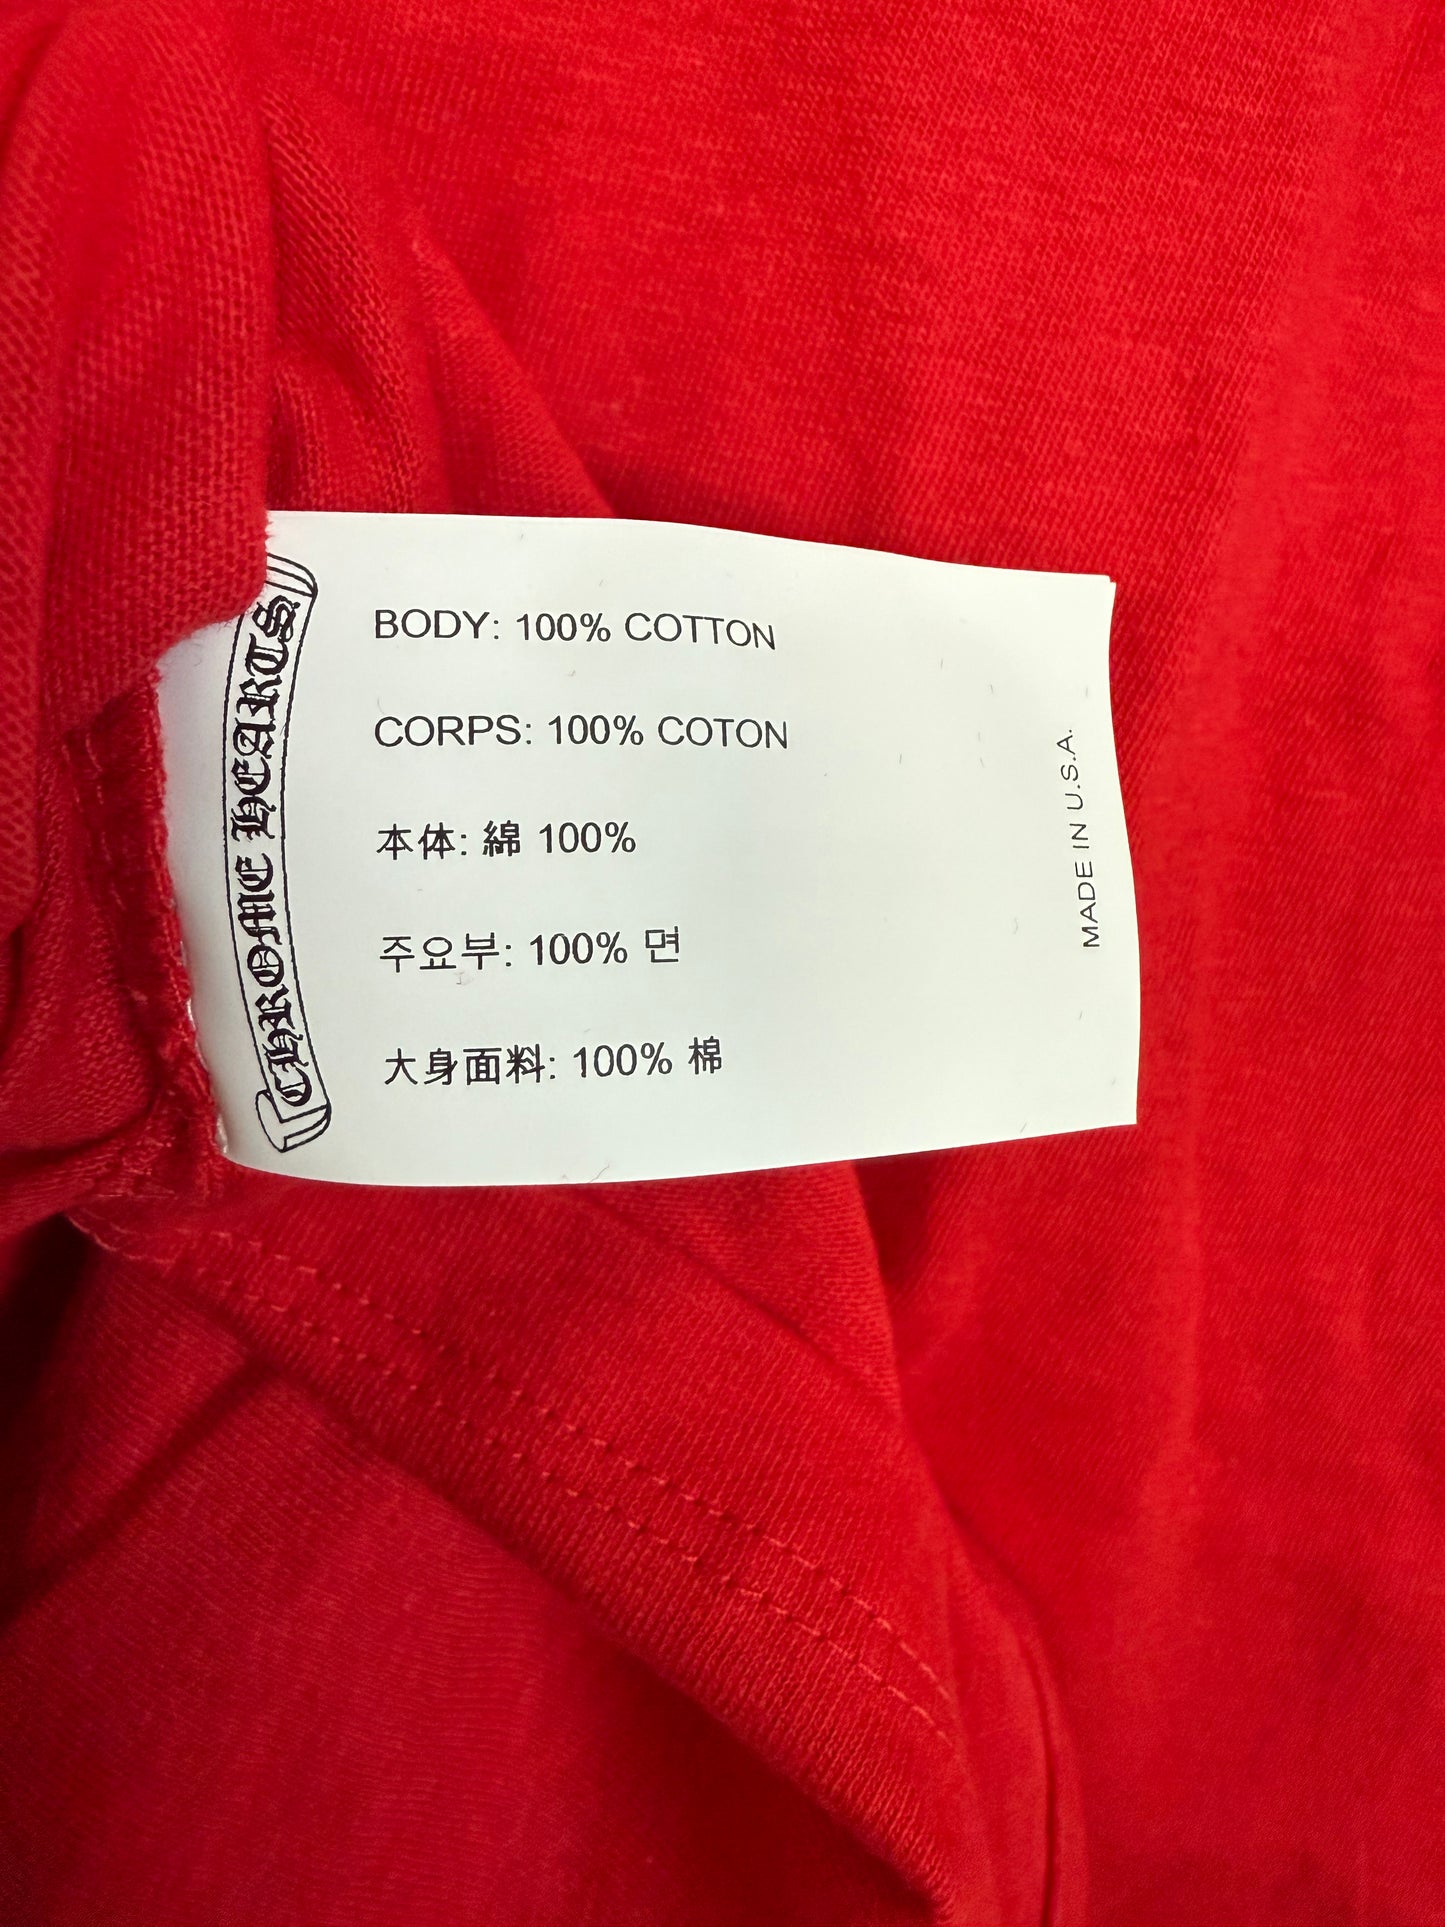 CHROME HEARTS
BODY: 100% COTTON
CORPS: 100% COTON
本体: 綿 100%
주요부: 100% 면
大身面料: 100% 棉
MADE IN U.S.A.